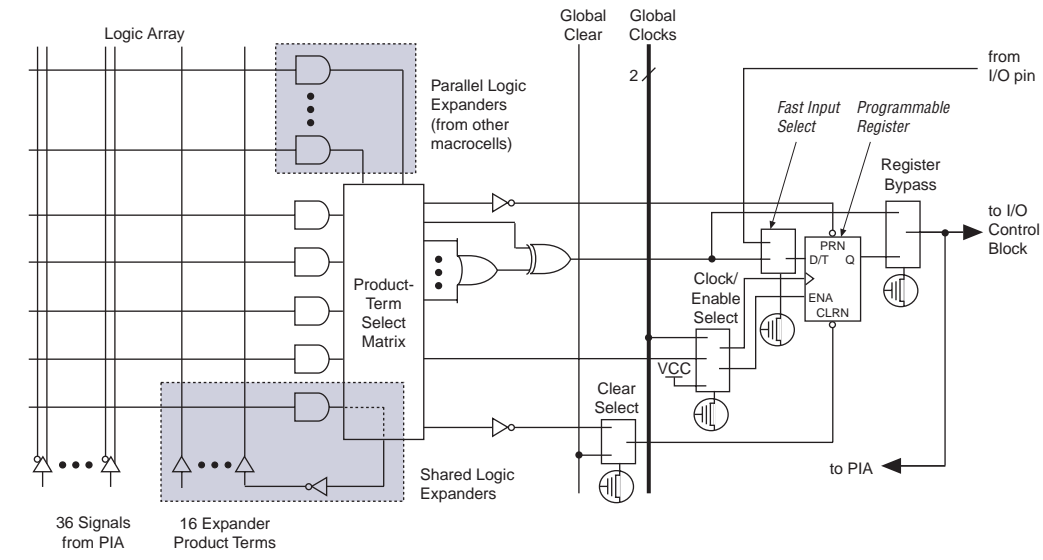 Logic Array
Global
Clear
Global
Clocks
2
from
I/O pin
Parallel Logic
Expanders
(from other
macrocells)
Fast Input
Select
Programmable
Register
Register
Bypass
to I/O
Control
Block
PRN
D/T Q
ENA
CLRN
Clock/
Enable
Select
Product-
Term
Select
Matrix
VCC
Clear
Select
to PIA
Shared Logic
Expanders
36 Signals
from PIA
16 Expander
Product Terms